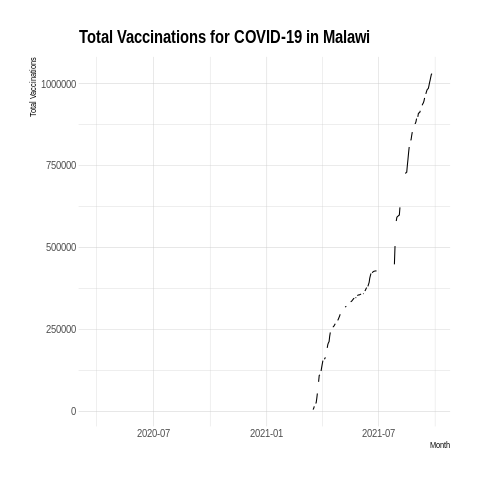 Total Vaccinations for COVID-19 in Malawi
Total Vaccinations
1000000
750000
500000
250000
0
2020-07
2021-01
2021-07
Month